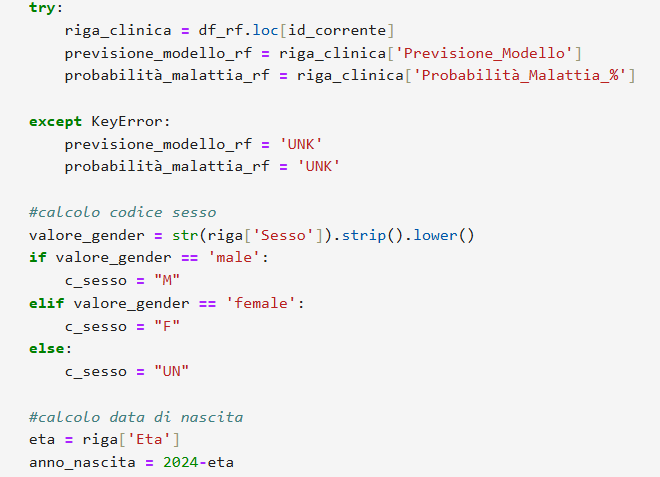 try:
    riga_clinica = df_rf.loc[id_corrente]
    previsione_modello_rf = riga_clinica['Previsione_Modello']
    probabilità_malattia_rf = riga_clinica['Probabilità_Malattia_%']

except KeyError:
    previsione_modello_rf = 'UNK'
    probabilità_malattia_rf = 'UNK'

#calcolo codice sesso
valore_gender = str(riga['Sesso']).strip().lower()
if valore_gender == 'male':
    c_sesso = "M"
elif valore_gender == 'female':
    c_sesso = "F"
else:
    c_sesso = "UN"

#calcolo data di nascita
eta = riga['Eta']
anno_nascita = 2024-eta